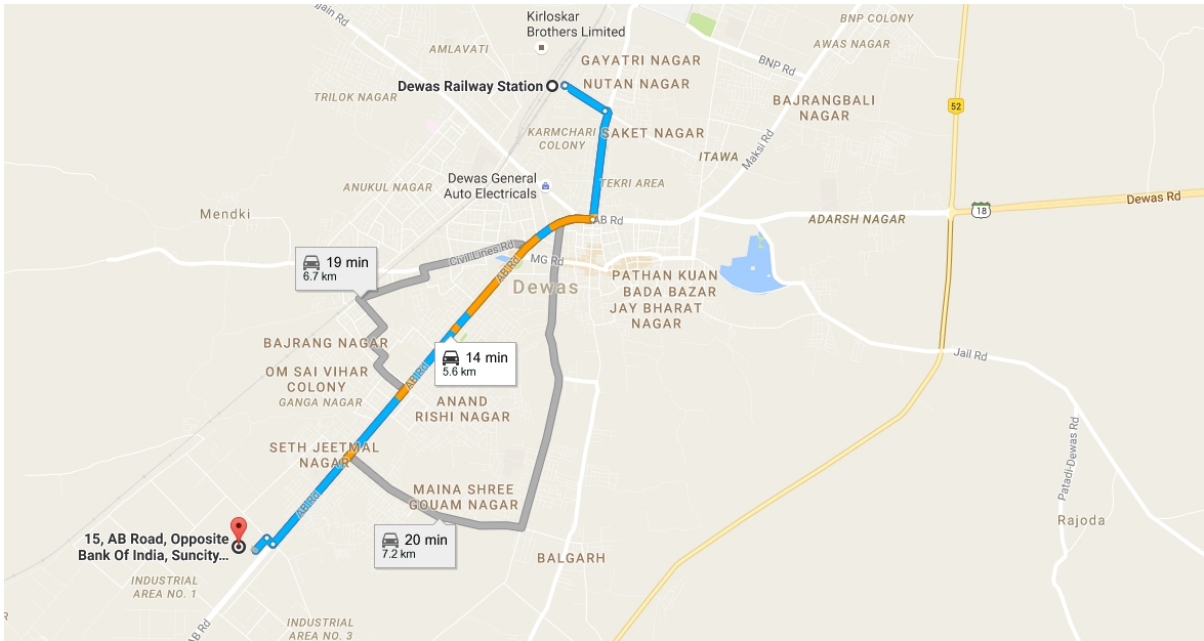 Kirloskar
Brothers Limited
BNP COLONY
AWAS NAGAR
AMLAVATI
GAYATRI NAGAR
BNP Rd
Dewas Railway Station
NUTAN NAGAR
TRILOK NAGAR
BAJRANGBALI
NAGAR
52
KARMCHARI
COLONY
SAKET NAGAR
Maksi Rd
ITAWA
Dewas General
Auto Electricals
TEKRI AREA
ANUKUL NAGAR
Mendki
AB Rd
ADARSH NAGAR
18
Dewas Rd
Civil Lines Rd
MG Rd
AB Rd
19 min
6.7 km
Dewas
PATHAN KUAN
BADA BAZAR
JAY BHARAT
NAGAR
BAJRANG NAGAR
14 min
5.6 km
Jail Rd
OM SAI VIHAR
COLONY
GANGA NAGAR
AB Rd
ANAND
RISHI NAGAR
SETH JEETMAL
NAGAR
Patadi-Dewas Rd
MAINA SHREE
GOUAM NAGAR
AB Rd
Rajoda
15, AB Road, Opposite
Bank Of India, Suncity...
20 min
7.2 km
BALGARH
INDUSTRIAL
AREA NO. 1
INDUSTRIAL
AREA NO. 3
AB Rd